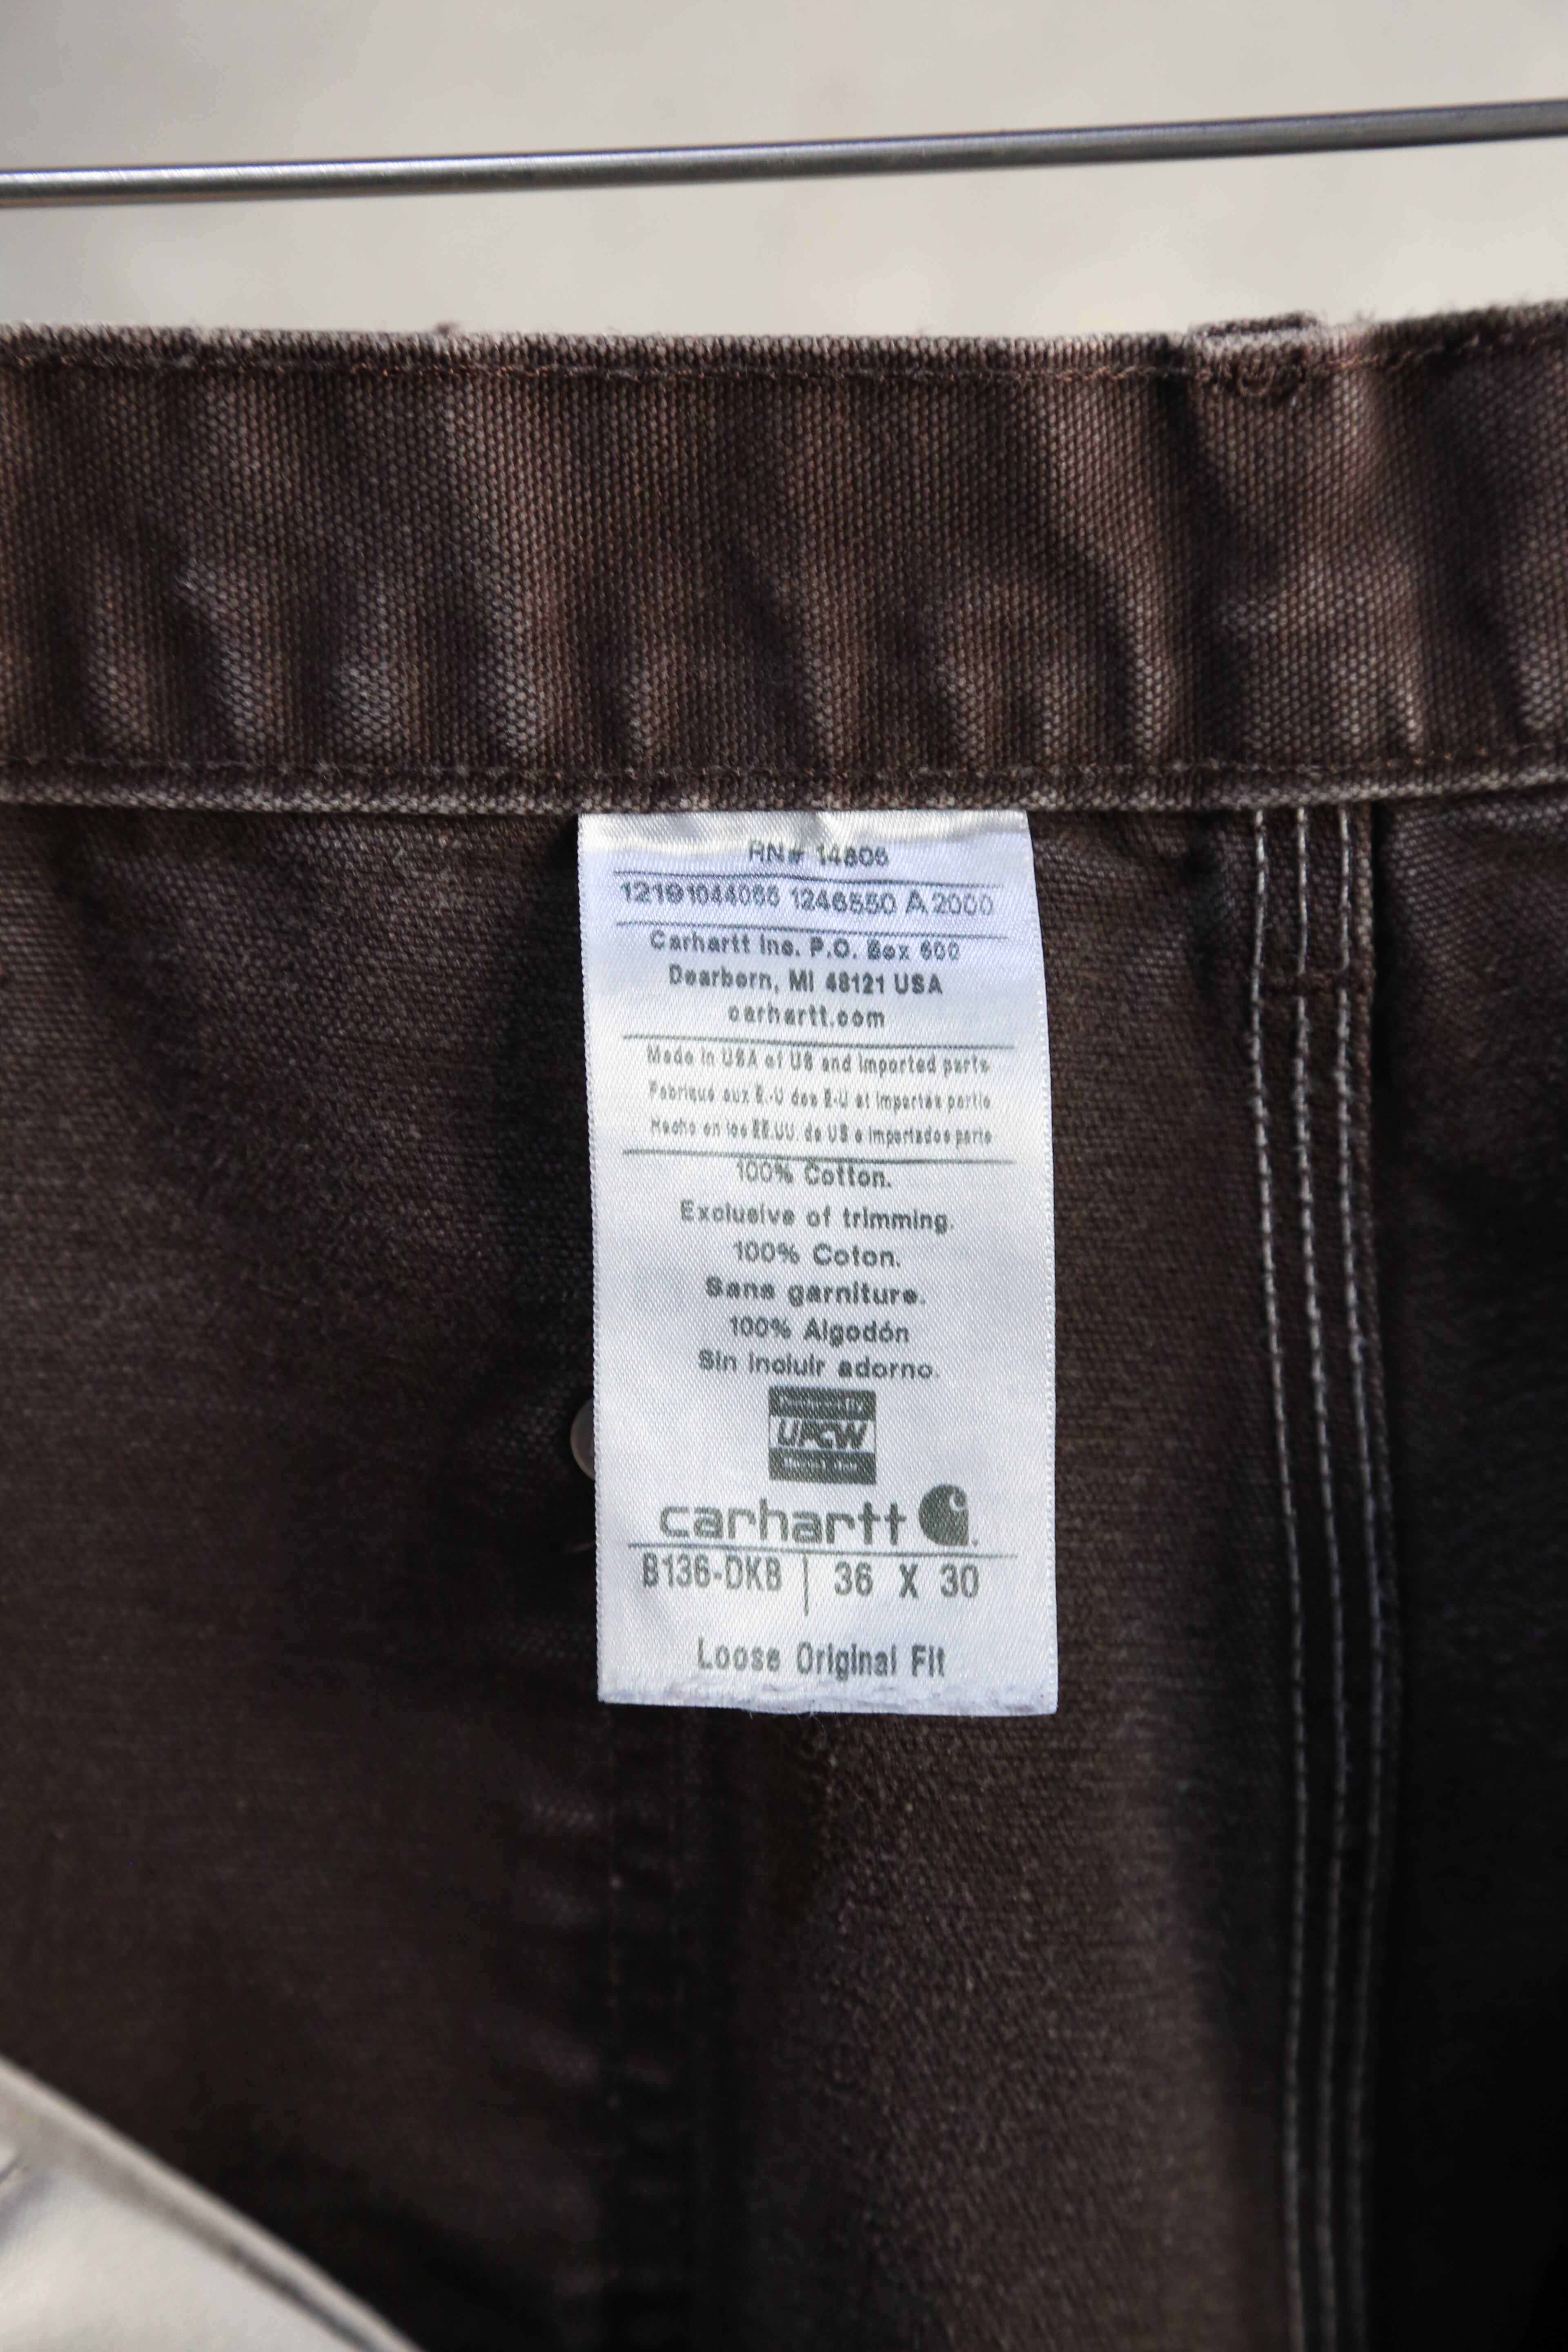 RN# 14806
12191044066 1246550 A 2000
Carhartt Inc. P.O. Box 600
Dearborn, MI 48121 USA
carhartt.com
Made in USA of US and imported parts
Fabriqué aux E.-U des E-U et importés partie
Hecho en los EE.UU. de US e importados parte
100% Cotton.
Exclusive of trimming.
100% Coton.
Sans garniture.
100% Algodón
Sin incluir adorno.
UFCW
carhartt
B136-DKB | 36 X 30
Loose Original Fit